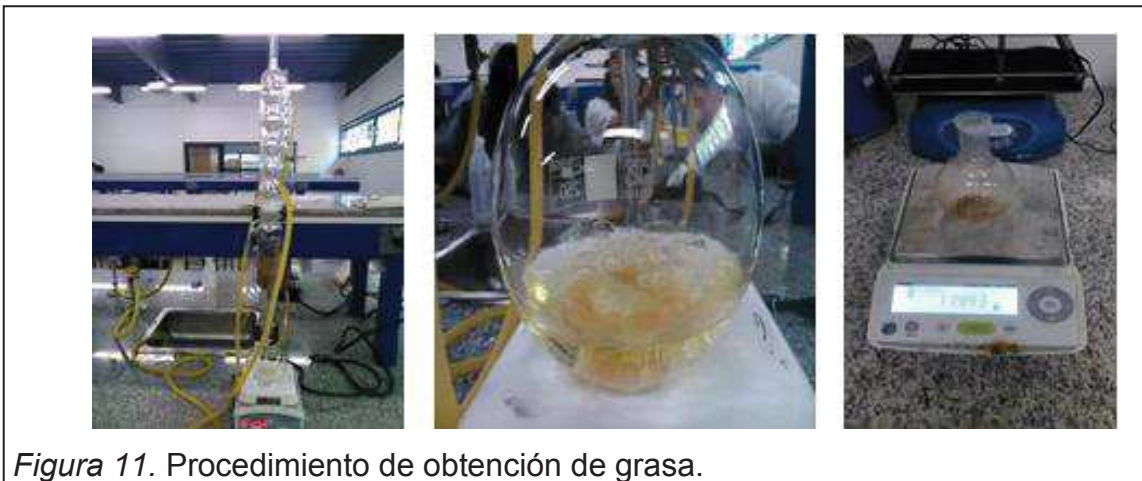 Figura 11. Procedimiento de obtención de grasa.